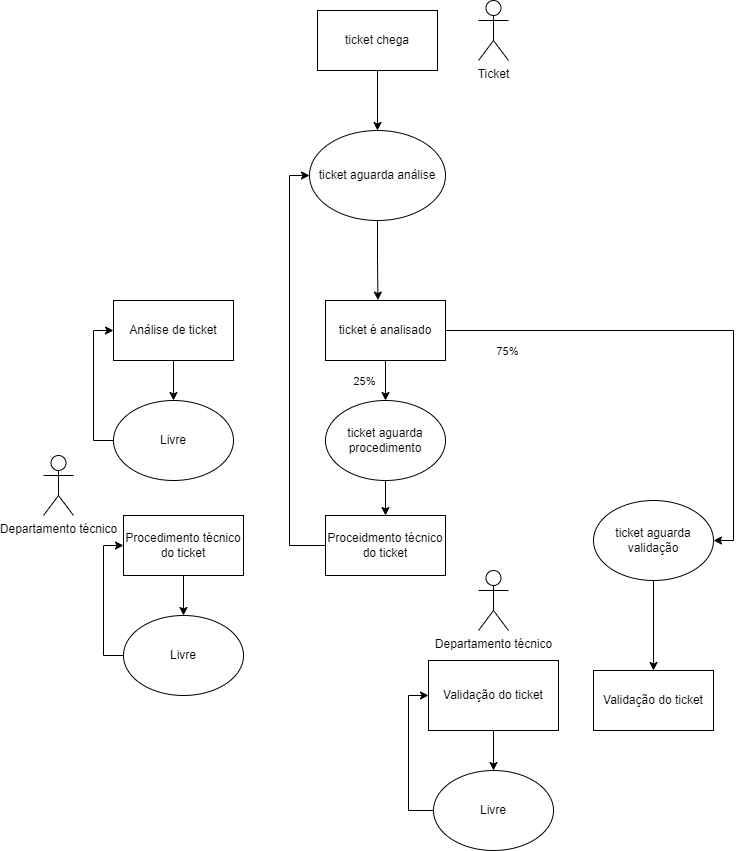 ticket chega
Ticket
ticket aguarda análise
Análise de ticket
ticket é analisado
75%
25%
Livre
ticket aguarda
procedimento
Departamento técnico
Procedimento técnico
do ticket
Proceidmento técnico
do ticket
ticket aguarda
validação
Livre
Departamento técnico
Validação do ticket
Validação do ticket
Livre